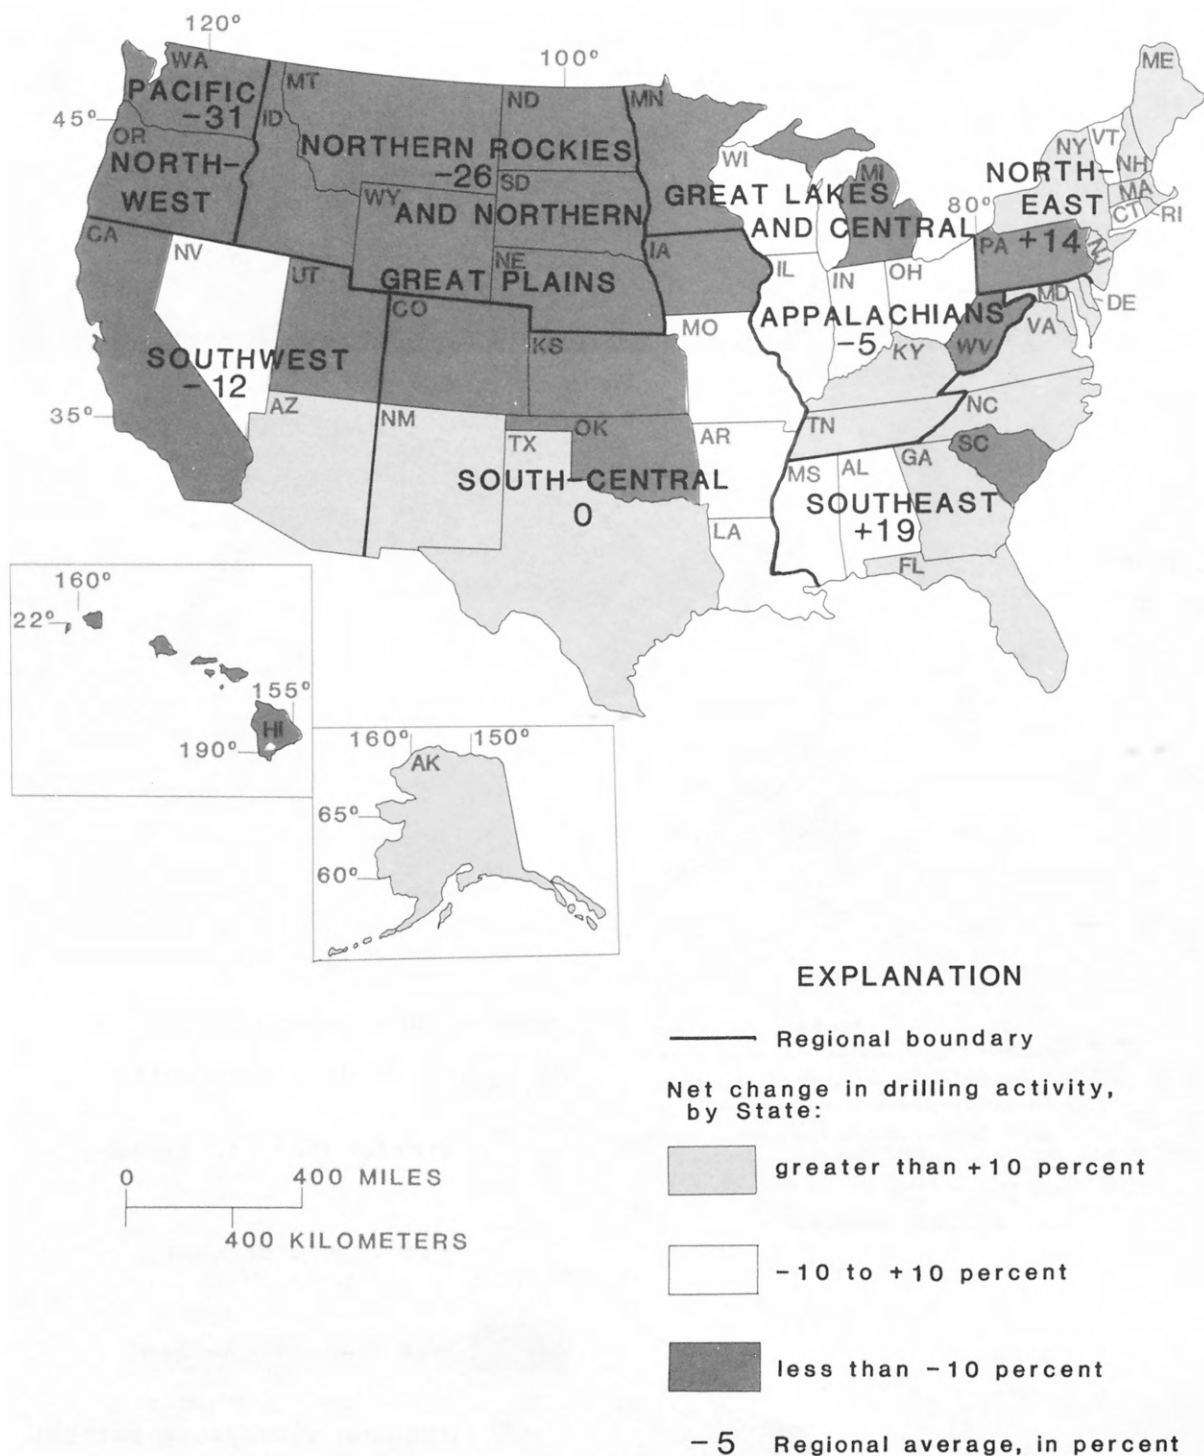 120°
100°
45°
WA
PACIFIC
-31
OR
NORTH-
WEST
ID
MT
ND
MN
NORTHERN ROCKIES
-26
SD
WY
AND NORTHERN
NE
GREAT PLAINS
IA
WI
MI
GREAT LAKES
AND CENTRAL
80°
ME
VT
NY
NH
NORTH-
EAST
MA
CT
RI
PA
+14
NJ
CA
NV
UT
CO
KS
MO
IL
IN
OH
APPALACHIANS
-5
KY
WV
MD
DE
VA
SOUTHWEST
-12
35°
AZ
NM
TX
OK
AR
TN
NC
SC
SOUTH-CENTRAL
0
LA
MS
AL
GA
SOUTHEAST
+19
FL
160°
22°
155°
HI
190°
160°
150°
AK
65°
60°
EXPLANATION
Regional boundary
Net change in drilling activity,
by State:
greater than +10 percent
-10 to +10 percent
less than -10 percent
-5 Regional average, in percent
0 400 MILES
400 KILOMETERS